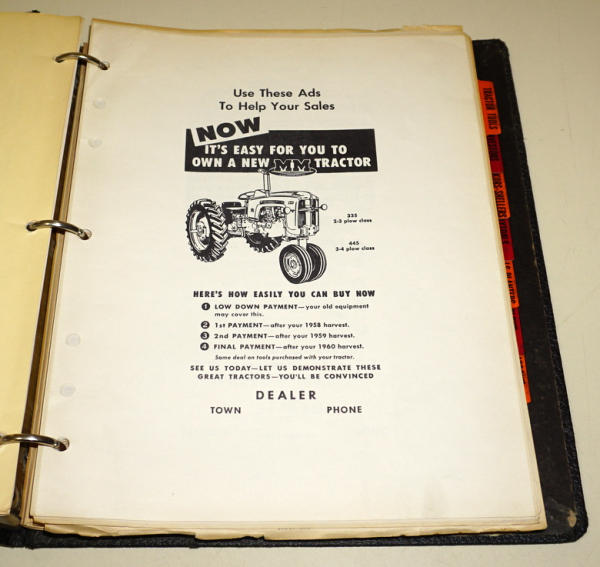 Use These Ads
To Help Your Sales
NOW
IT'S EASY FOR YOU TO
OWN A NEW MM TRACTOR
335
2-3 plow class
445
3-4 plow class
HERE'S HOW EASILY YOU CAN BUY NOW
1 LOW DOWN PAYMENT—your old equipment
may cover this.
2 1st PAYMENT—after your 1958 harvest.
3 2nd PAYMENT—after your 1959 harvest.
4 FINAL PAYMENT—after your 1960 harvest.
Same deal on tools purchased with your tractor.
SEE US TODAY—LET US DEMONSTRATE THESE
GREAT TRACTORS—YOU'LL BE CONVINCED
DEALER
TOWN PHONE
TRACTOR TOOLS